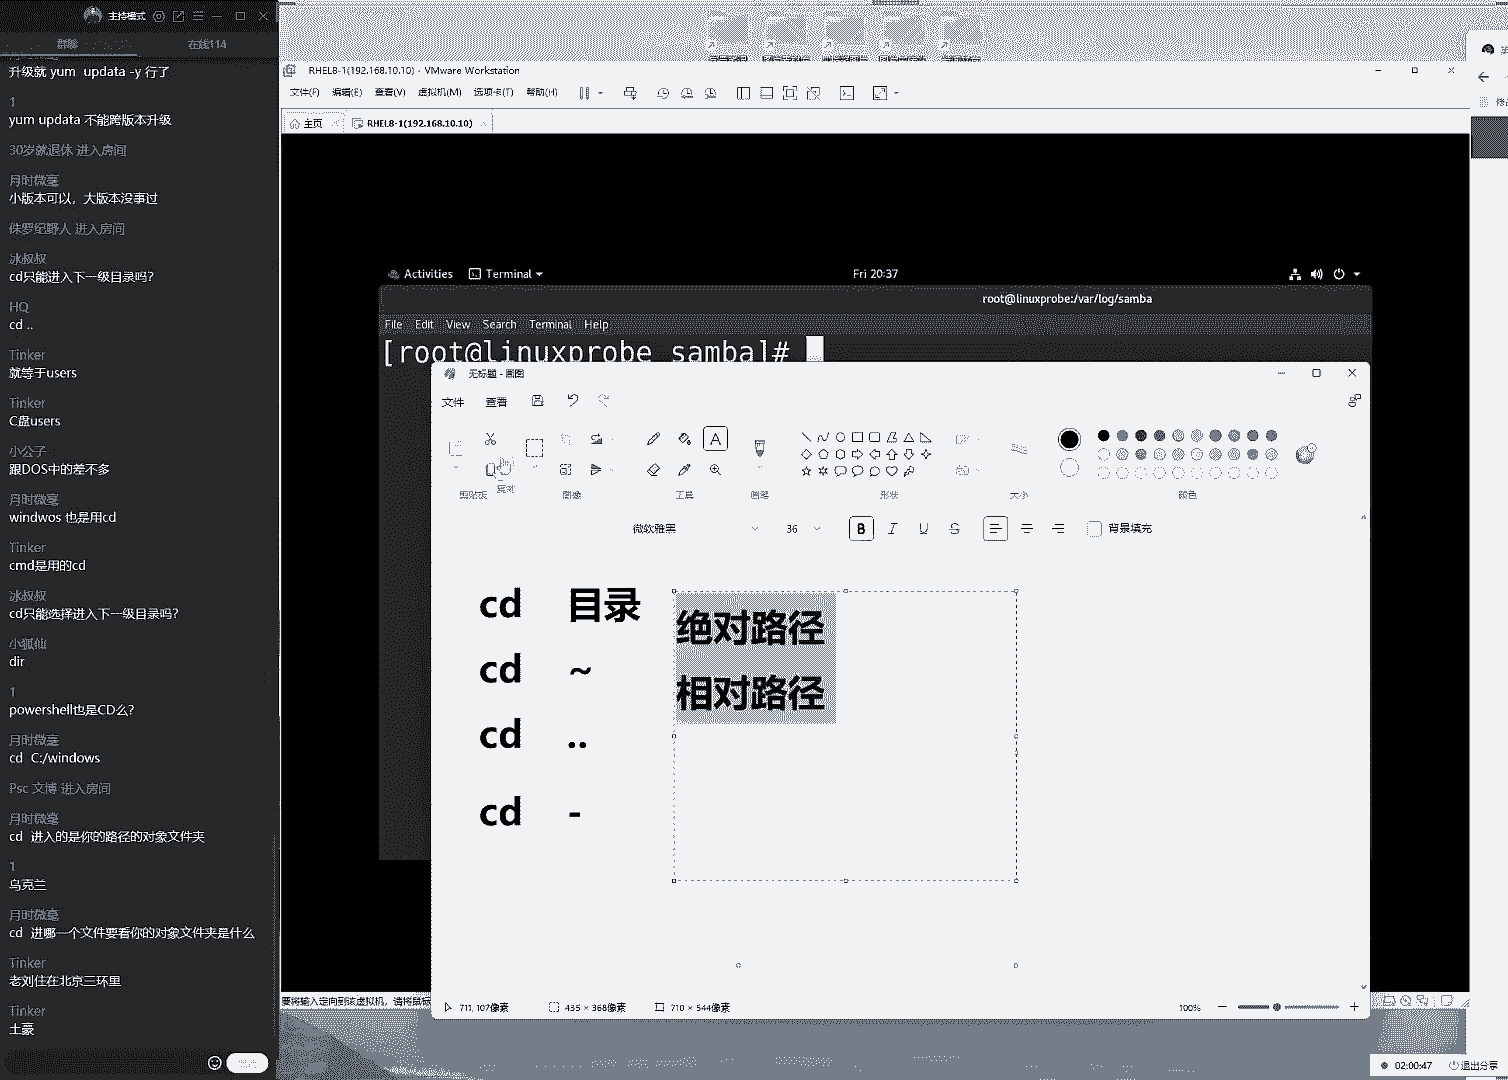 主持模式
群聊
在线114
升级就 yum updata -y 行了
1
yum updata 不能跨版本升级
30岁就退休 进入房间
月时微毫
小版本可以，大版本没事过
侏罗纪野人 进入房间
冰叔叔
cd只能进入下一级目录吗?
HQ
cd ..
Tinker
就等于users
Tinker
C盘users
小公子
跟DOS中的差不多
月时微毫
windwos 也是用cd
Tinker
cmd是用的cd
冰叔叔
cd只能选择进入下一级目录吗?
小狐仙
dir
1
powershell也是CD么?
月时微毫
cd C:/windows
Psc 文博 进入房间
月时微毫
cd 进入的是你的路径的对象文件夹
1
乌克兰
月时微毫
cd 进哪一个文件要看你的对象文件夹是什么
Tinker
老刘住在北京三环里
Tinker
土豪
RHEL8-1(192.168.10.10) - VMware Workstation
文件(F) 编辑(E) 查看(V) 虚拟机(M) 选项卡(T) 帮助(H)
主页 RHEL8-1(192.168.10.10)
Activities Terminal Fri 20:37
root@linuxprobe:/var/log/samba
File Edit View Search Terminal Help
[root@linuxprobe samba]#
无标题 - 画图
文件 查看
剪贴板 复制 图像 工具 画笔 形状 大小 颜色
微软雅黑 36 B I U S 背景填充
cd 目录 绝对路径
cd ~ 相对路径
cd ..
cd -
要将输入定向到该虚拟机，请将鼠标
711, 107像素 435 × 368像素 710 × 544像素 100%
02:00:47 退出分享